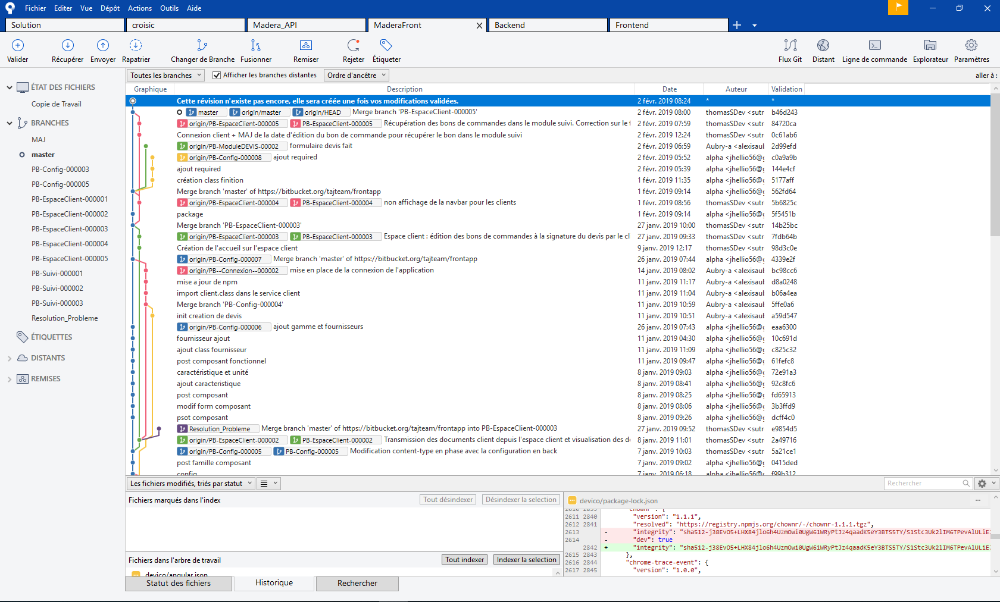 Fichier Editer Vue Dépôt Actions Outils Aide
Solution croisic Madera_API MaderaFront Backend Frontend
Valider Récupérer Envoyer Rapatrier Changer de Branche Fusionner Remiser Rejeter Étiqueter Flux Git Distant Ligne de commande Explorateur Paramètres
Toutes les branches Afficher les branches distantes Ordre d'ancêtre aller à :
ÉTAT DES FICHIERS
Copie de Travail
BRANCHES
MAJ
master
PB-Config-000003
PB-Config-000005
PB-EspaceClient-000001
PB-EspaceClient-000002
PB-EspaceClient-000003
PB-EspaceClient-000004
PB-EspaceClient-000005
PB-Suivi-000001
PB-Suivi-000002
PB-Suivi-000003
Resolution_Probleme
ÉTIQUETTES
DISTANTS
REMISES
Graphique Description Date Auteur Validation
Cette révision n'existe pas encore, elle sera créée une fois vos modifications validées. 2 févr. 2019 08:24 * *
master origin/master origin/HEAD Merge branch 'PB-EspaceClient-000005' 2 févr. 2019 08:00 thomasSDev <sutr b46d243
origin/PB-EspaceClient-000005 PB-EspaceClient-000005 Récupération des bons de commandes dans le module suivi. Correction sur le f 2 févr. 2019 07:59 thomasSDev <sutr 84720ca
Connexion client + MAJ de la date d'édition du bon de commande pour récupérer le bon dans le module suivi 2 févr. 2019 12:24 thomasSDev <sutr 0c61ab6
origin/PB-ModuleDEVIS-00002 formulaire devis fait 2 févr. 2019 06:59 Aubry-a <alexisaub 2d99efd
origin/PB-Config-000008 ajout required 2 févr. 2019 05:52 alpha <jhellio56@g c0a9a9b
ajout required 2 févr. 2019 05:39 alpha <jhellio56@g 144e4cf
création class finition 1 févr. 2019 11:35 alpha <jhellio56@g 5177aff
Merge branch 'master' of https://bitbucket.org/tajteam/frontapp 1 févr. 2019 09:14 alpha <jhellio56@g 562fd64
origin/PB-EspaceClient-000004 PB-EspaceClient-000004 non affichage de la navbar pour les clients 1 févr. 2019 08:56 thomasSDev <sutr 5b6825c
package 1 févr. 2019 09:14 alpha <jhellio56@g 5f5451b
Merge branch 'PB-EspaceClient-000003' 27 janv. 2019 10:00 thomasSDev <sutr 14b25bc
origin/PB-EspaceClient-000003 PB-EspaceClient-000003 Espace client : édition des bons de commandes à la signature du devis par le cl 27 janv. 2019 09:33 thomasSDev <sutr 7fdb64b
Création de l'accueil sur l'espace client 9 janv. 2019 12:17 thomasSDev <sutr 98d3c0e
origin/PB-Config-000007 Merge branch 'master' of https://bitbucket.org/tajteam/frontapp 26 janv. 2019 07:44 alpha <jhellio56@g 4339e2f
origin/PB--Connexion--000002 mise en place de la connexion de l'application 14 janv. 2019 08:02 Aubry-a <alexisaub bc98cc6
mise a jour de npm 11 janv. 2019 11:17 Aubry-a <alexisaub d8a0248
import client.class dans le service client 11 janv. 2019 11:04 Aubry-a <alexisaub b06a4ea
Merge branch 'PB-Config-000004' 11 janv. 2019 10:59 Aubry-a <alexisaub 5ffe0a6
init creation de devis 11 janv. 2019 10:51 Aubry-a <alexisaub a59d547
origin/PB-Config-000006 ajout gamme et fournisseurs 26 janv. 2019 07:43 alpha <jhellio56@g eaa6300
fournisseur ajout 11 janv. 2019 04:30 alpha <jhellio56@g 10c691d
ajout class fournisseur 11 janv. 2019 11:09 alpha <jhellio56@g c825c32
post composant fonctionnel 11 janv. 2019 09:47 alpha <jhellio56@g 61fefc8
caractéristique et unité 8 janv. 2019 09:03 alpha <jhellio56@g 72e91a3
ajout caracteristique 8 janv. 2019 08:41 alpha <jhellio56@g 92c8fc6
post composant 8 janv. 2019 08:25 alpha <jhellio56@g fd65913
modif form composant 8 janv. 2019 08:06 alpha <jhellio56@g 3b3ffd9
psot composant 8 janv. 2019 09:26 alpha <jhellio56@g dcff4c0
Resolution_Probleme Merge branch 'master' of https://bitbucket.org/tajteam/frontapp into PB-EspaceClient-000003 27 janv. 2019 09:52 thomasSDev <sutr e9854d5
origin/PB-EspaceClient-000002 PB-EspaceClient-000002 Transmission des documents client depuis l'espace client et visualisation des do 8 janv. 2019 11:01 thomasSDev <sutr 2a49716
origin/PB-Config-000005 PB-Config-000005 Modification content-type en phase avec la configuration en back 7 janv. 2019 10:03 thomasSDev <sutr 5a21ce1
post famille composant 7 janv. 2019 09:02 alpha <jhellio56@g 0415ded
config 7 janv. 2019 06:18 alpha <jhellio56@g f99b312
Les fichiers modifiés, triés par statut Rechercher
Fichiers marqués dans l'index Tout désindexer Désindexer la selection
Fichiers dans l'arbre de travail Tout indexer Indexer la selection
devico/angular.json
devico/package-lock.json
2610 2839 "chownr": {
2611 2840 "version": "1.1.1",
2612 2841 "resolved": "https://registry.npmjs.org/chownr/-/chownr-1.1.1.tgz",
2613 - "integrity": "sha512-j38EvO5+LHX84jlo6h4UzmOwi0UgW61WRyPtJz4qaadK5eY3BTS5TY/S1Stc3Uk2lIM6TPevAlULiE
2614 - "dev": true
2842 + "integrity": "sha512-j38EvO5+LHX84jlo6h4UzmOwi0UgW61WRyPtJz4qaadK5eY3BTS5TY/S1Stc3Uk2lIM6TPevAlULiE
2615 2843 },
2616 2844 "chrome-trace-event": {
2617 2845 "version": "1.0.0",
Statut des fichiers Historique Rechercher